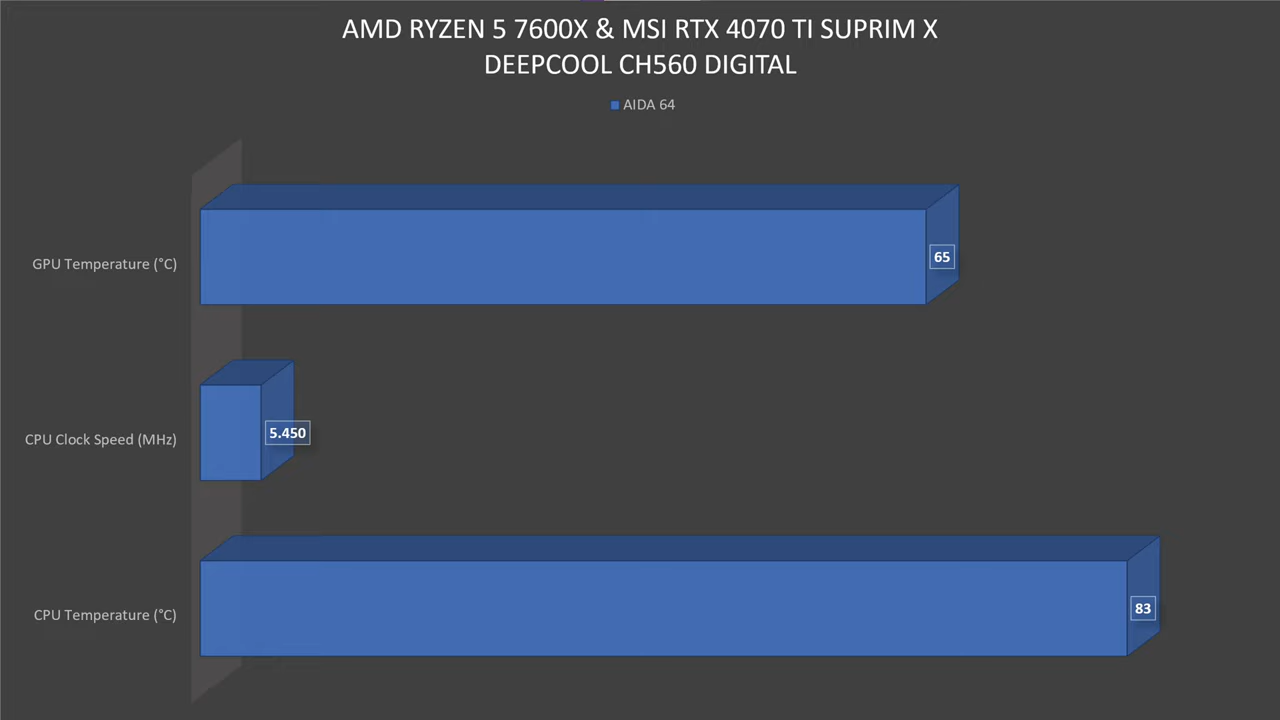 AMD RYZEN 5 7600X & MSI RTX 4070 TI SUPRIM X
DEEPCOOL CH560 DIGITAL
AIDA 64
GPU Temperature (°C)
65
CPU Clock Speed (MHz)
5.450
CPU Temperature (°C)
83